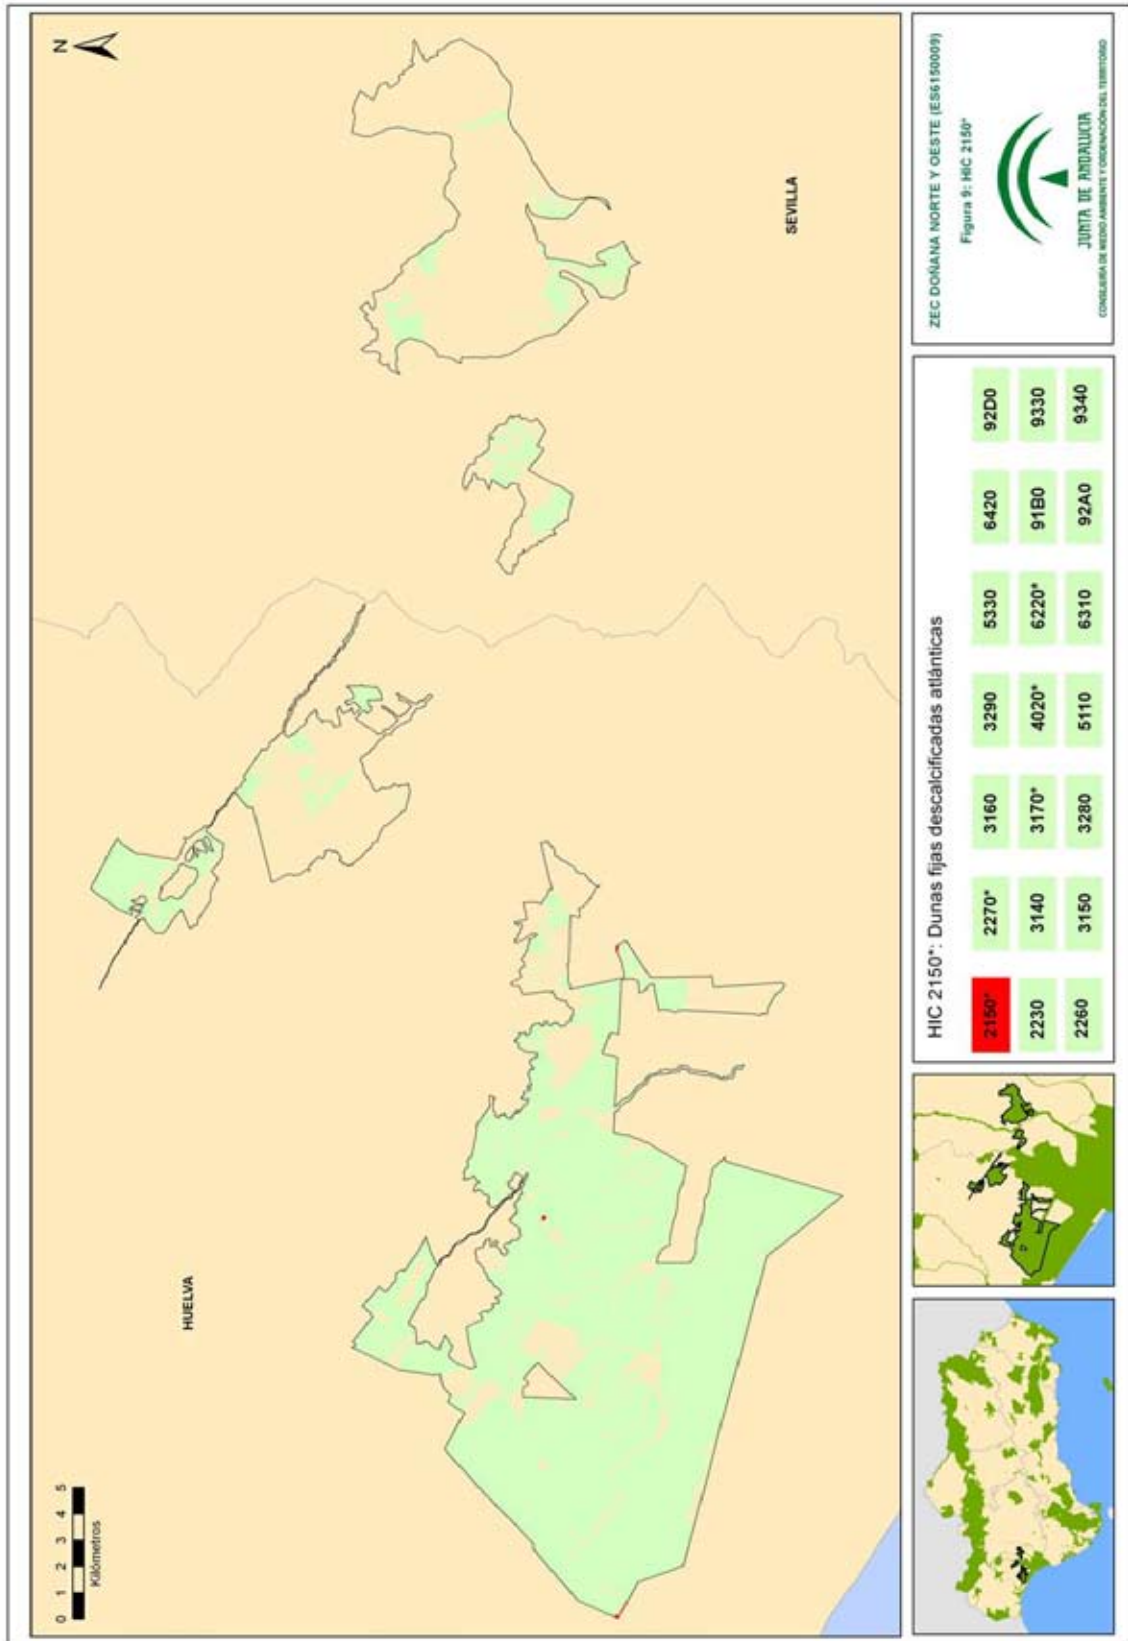 N
0 1 2 3 4 5
Kilómetros
HUELVA
SEVILLA
HIC 2150*: Dunas fijas descalcificadas atlánticas
2150* 2270* 3160 3290 5330 6420 92D0
2230 3140 3170* 4020* 6220* 91B0 9330
2260 3150 3280 5110 6310 92A0 9340
ZEC DOÑANA NORTE Y OESTE (ES6150009)
Figura 9: HIC 2150*
JUNTA DE ANDALUCIA
CONSEJERÍA DE MEDIO AMBIENTE Y ORDENACIÓN DEL TERRITORIO